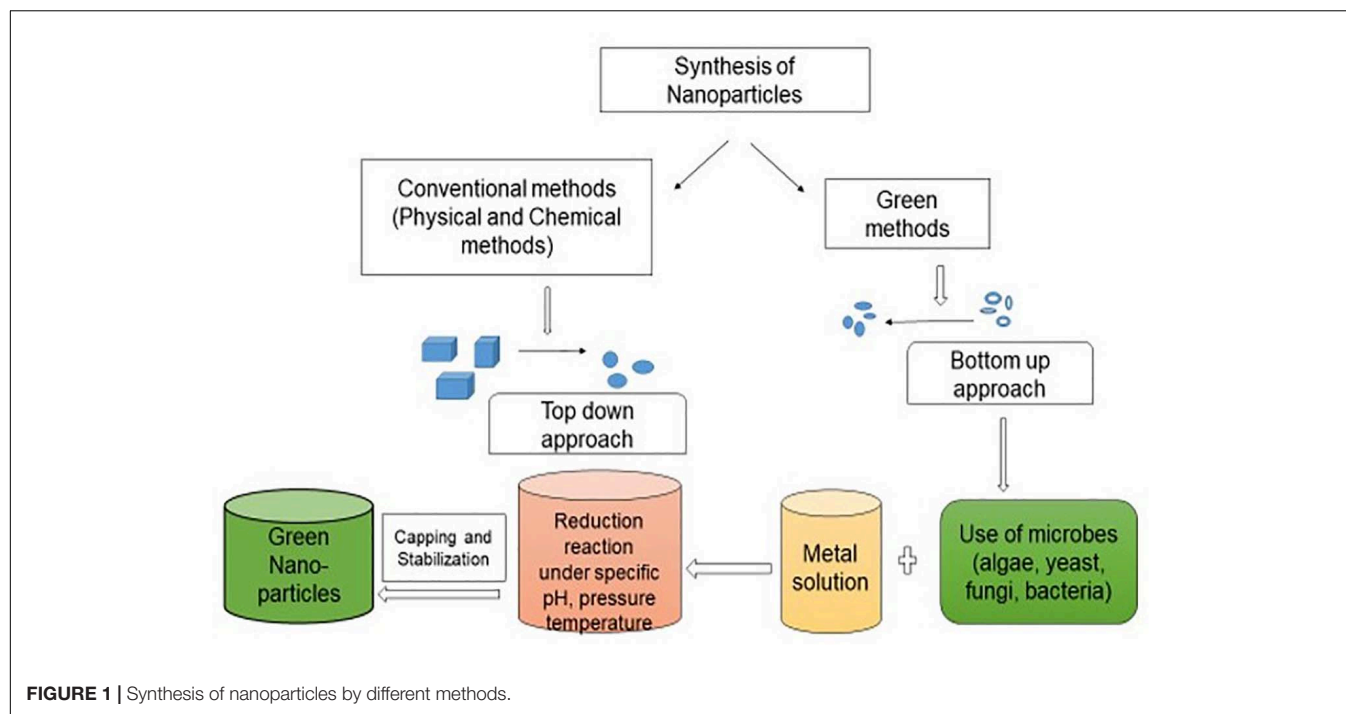 Synthesis of
Nanoparticles
Conventional methods
(Physical and Chemical
methods)
Green
methods
Bottom up
approach
Top down
approach
Green
Nano-
particles
Capping and
Stabilization
Reduction
reaction
under specific
pH, pressure
temperature
Metal
solution
Use of microbes
(algae, yeast,
fungi, bacteria)
FIGURE 1 | Synthesis of nanoparticles by different methods.